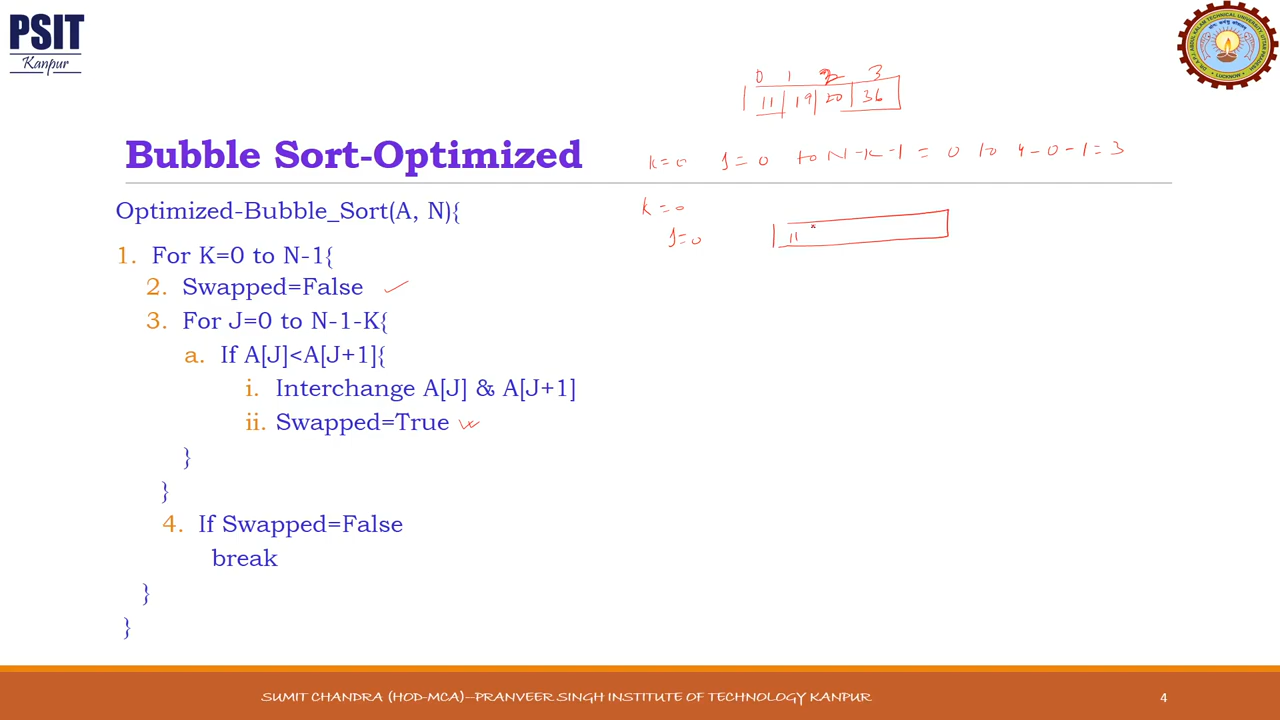 PSIT
Kanpur
0 1 2 3
11 19 20 36
Bubble Sort-Optimized
K=0 J=0 to N-K-1 = 0 to 4-0-1=3
Optimized-Bubble_Sort(A, N){
K=0
J=0 11
1. For K=0 to N-1{
2. Swapped=False
3. For J=0 to N-1-K{
a. If A[J]<A[J+1]{
i. Interchange A[J] & A[J+1]
ii. Swapped=True
}
}
4. If Swapped=False
break
}
}
SUMIT CHANDRA (HOD-MCA)--PRANVEER SINGH INSTITUTE OF TECHNOLOGY KANPUR
4